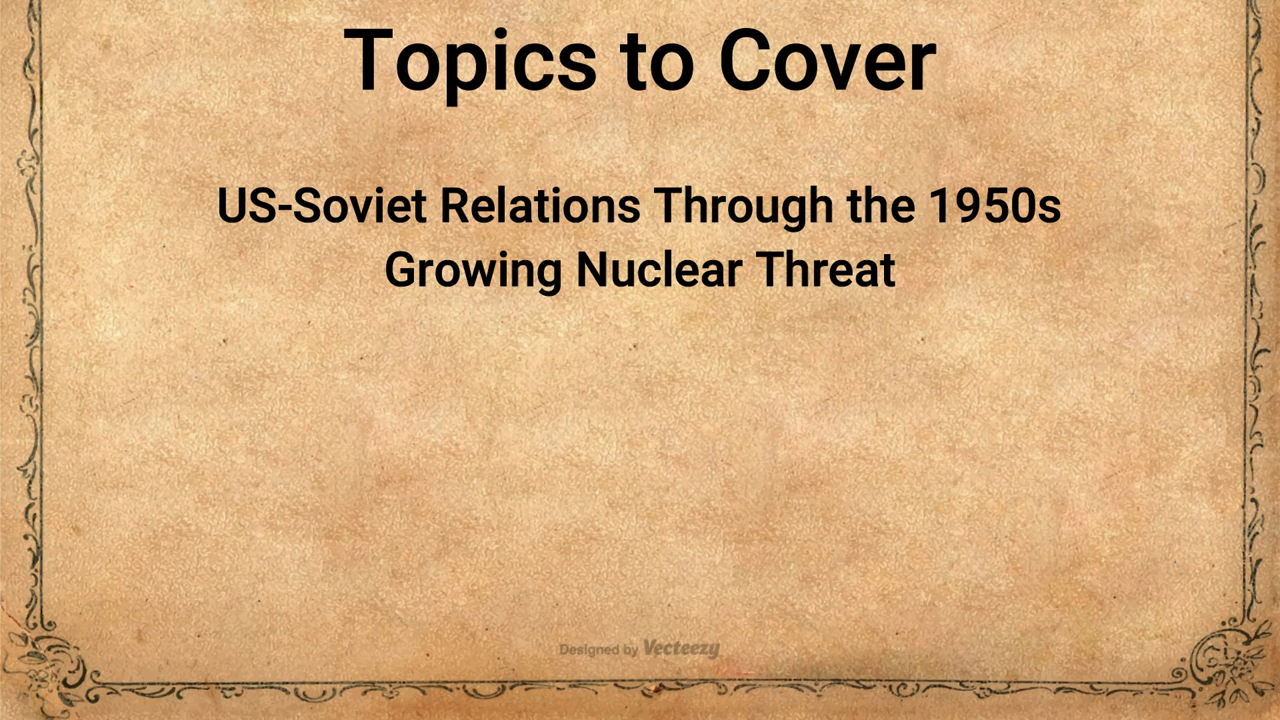 Topics to Cover
US-Soviet Relations Through the 1950s
Growing Nuclear Threat
Designed by Vecteezy